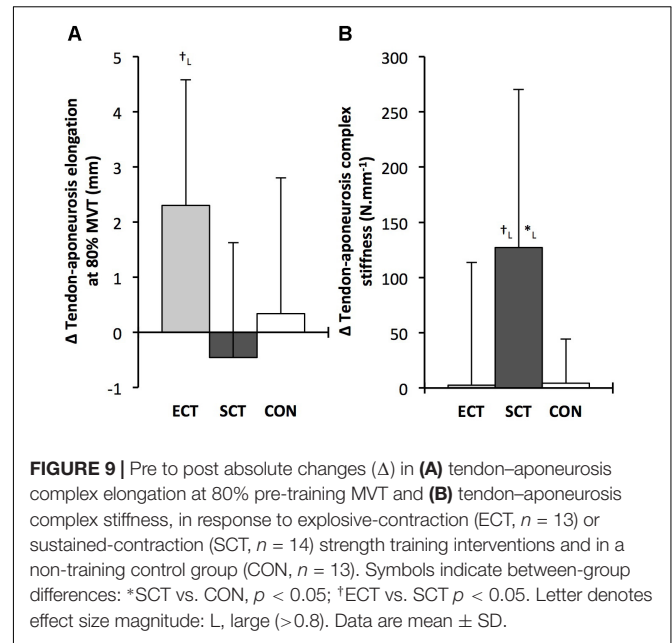 A
Δ Tendon-aponeurosis elongation
at 80% MVT (mm)
5
4
3
2
1
0
-1
†L
ECT SCT CON
B
Δ Tendon-aponeurosis complex
stiffness (N.mm-1)
300
250
200
150
100
50
0
†L *L
ECT SCT CON
FIGURE 9 | Pre to post absolute changes (Δ) in (A) tendon–aponeurosis
complex elongation at 80% pre-training MVT and (B) tendon–aponeurosis
complex stiffness, in response to explosive-contraction (ECT, n = 13) or
sustained-contraction (SCT, n = 14) strength training interventions and in a
non-training control group (CON, n = 13). Symbols indicate between-group
differences: *SCT vs. CON, p < 0.05; †ECT vs. SCT p < 0.05. Letter denotes
effect size magnitude: L, large (>0.8). Data are mean ± SD.